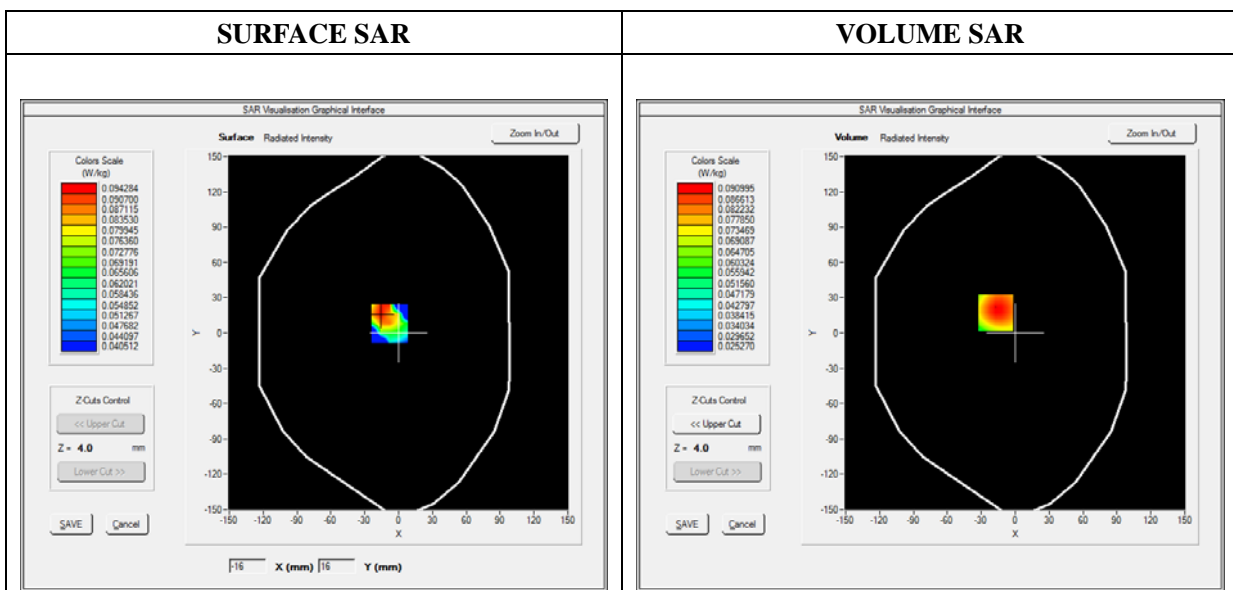 SURFACE SAR
VOLUME SAR
SAR Visualisation Graphical Interface
Surface Radiated Intensity
Zoom In/Out
Colors Scale
(W/kg)
0.094284
0.090700
0.087115
0.083530
0.079945
0.076360
0.072776
0.069191
0.065606
0.062021
0.058436
0.054852
0.051267
0.047682
0.044097
0.040512
Z-Cuts Control
<< Upper Cut
Z = 4.0 mm
Lower Cut >>
SAVE Cancel
150
120
90
60
30
0
-30
-60
-90
-120
-150
Y
-150 -120 -90 -60 -30 0 30 60 90 120 150
X
-16 X (mm) 16 Y (mm)
SAR Visualisation Graphical Interface
Volume Radiated Intensity
Zoom In/Out
Colors Scale
(W/kg)
0.090995
0.086613
0.082232
0.077850
0.073469
0.069087
0.064705
0.060324
0.055942
0.051560
0.047179
0.042797
0.038415
0.034034
0.029652
0.025270
Z-Cuts Control
<< Upper Cut
Z = 4.0 mm
Lower Cut >>
SAVE Cancel
150
120
90
60
30
0
-30
-60
-90
-120
-150
Y
-150 -120 -90 -60 -30 0 30 60 90 120 150
X